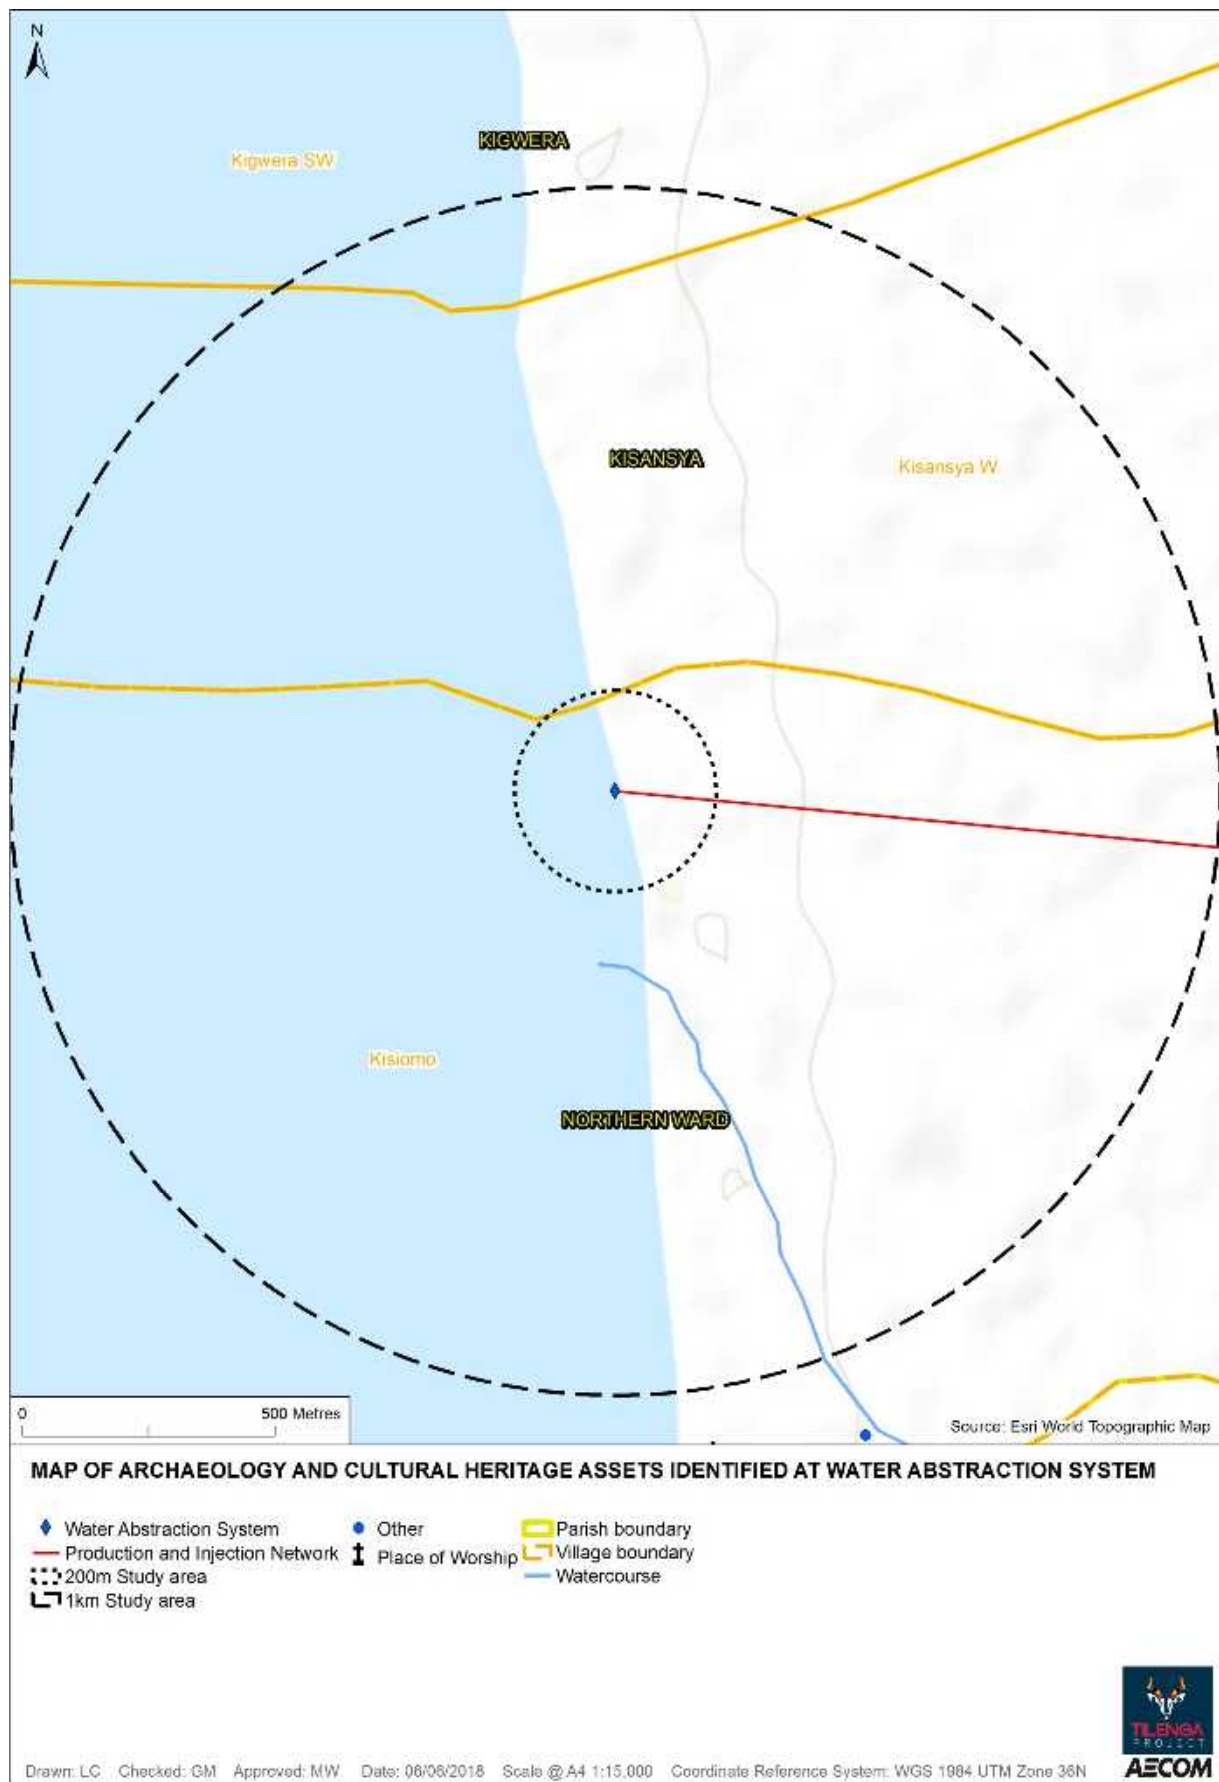 N
KIGWERA
Kigwera SW
KISANSYA
Kisansya W
Kisiomo
NORTHERN WARD
0 500 Metres
Source: Esri World Topographic Map
MAP OF ARCHAEOLOGY AND CULTURAL HERITAGE ASSETS IDENTIFIED AT WATER ABSTRACTION SYSTEM
Water Abstraction System
Production and Injection Network
200m Study area
1km Study area
Other
Place of Worship
Parish boundary
Village boundary
Watercourse
TILENGA
PROJECT
AECOM
Drawn: LC Checked: GM Approved: MW Date: 06/06/2018 Scale @ A4 1:15,000 Coordinate Reference System: WGS 1984 UTM Zone 36N